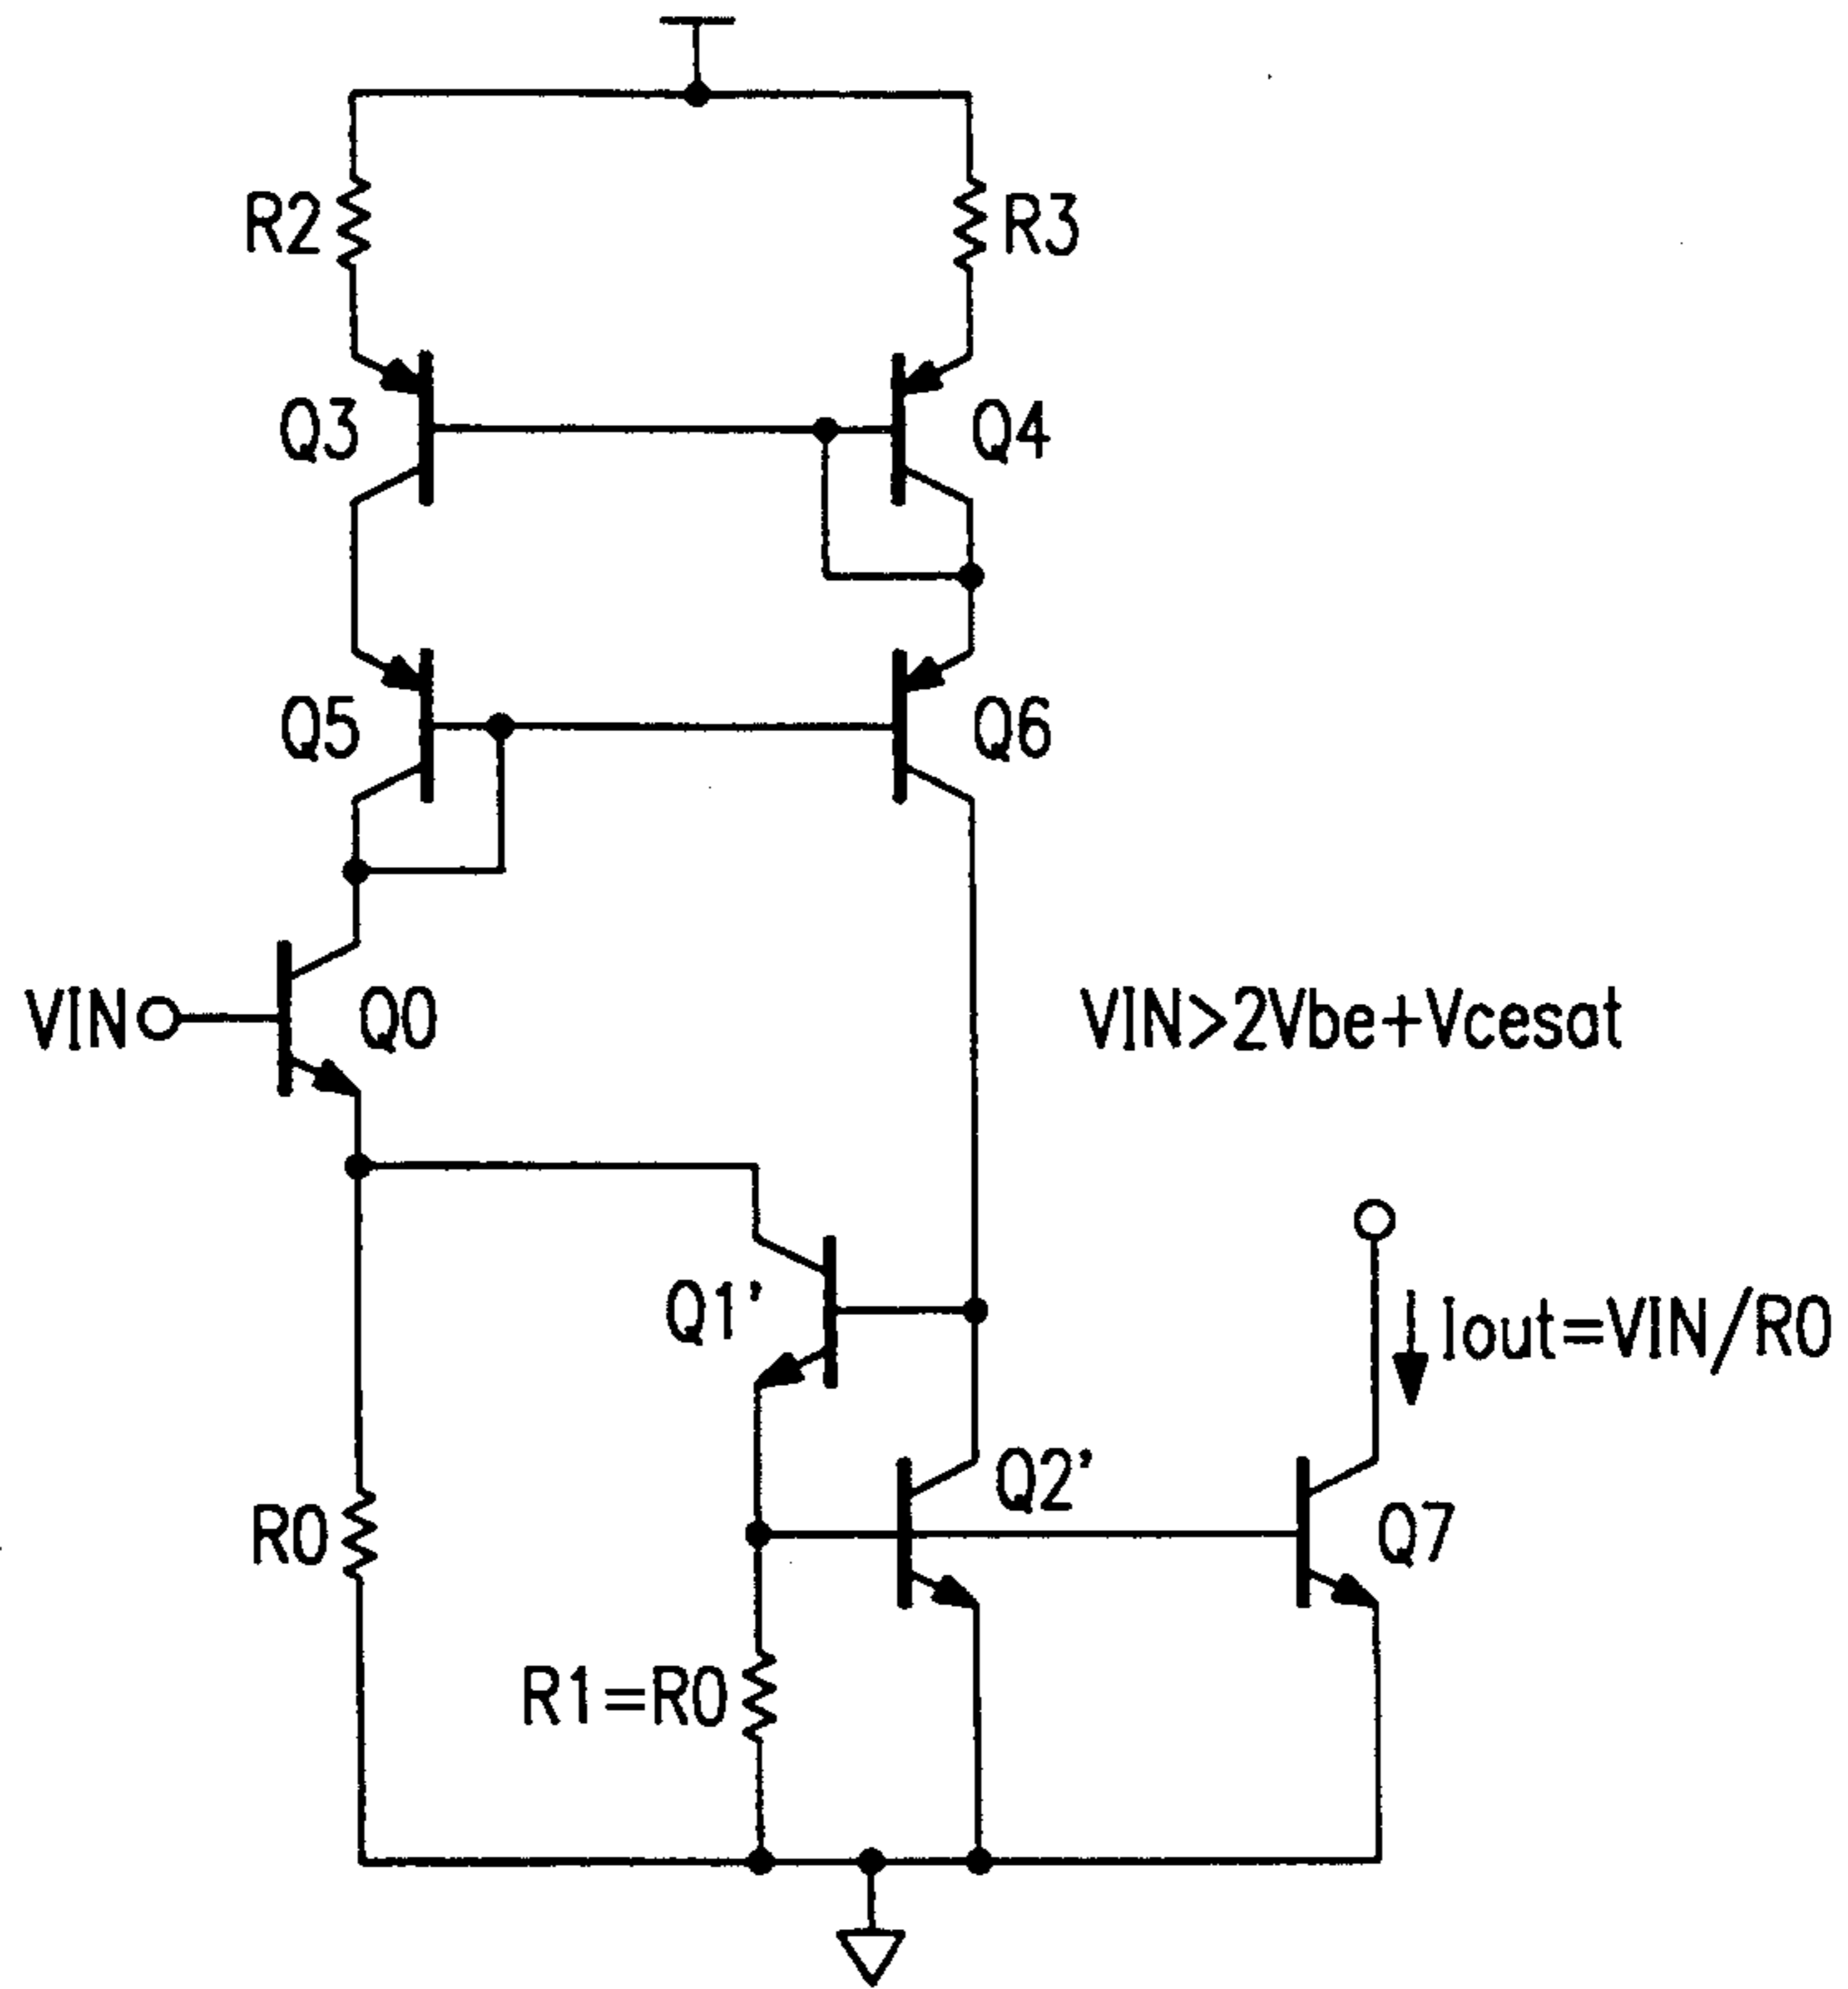 R2
R3
Q3
Q4
Q5
Q6
VIN
Q0
VIN>2Vbe+Vcesat
Q1'
Iout=VIN/R0
Q2'
R0
Q7
R1=R0